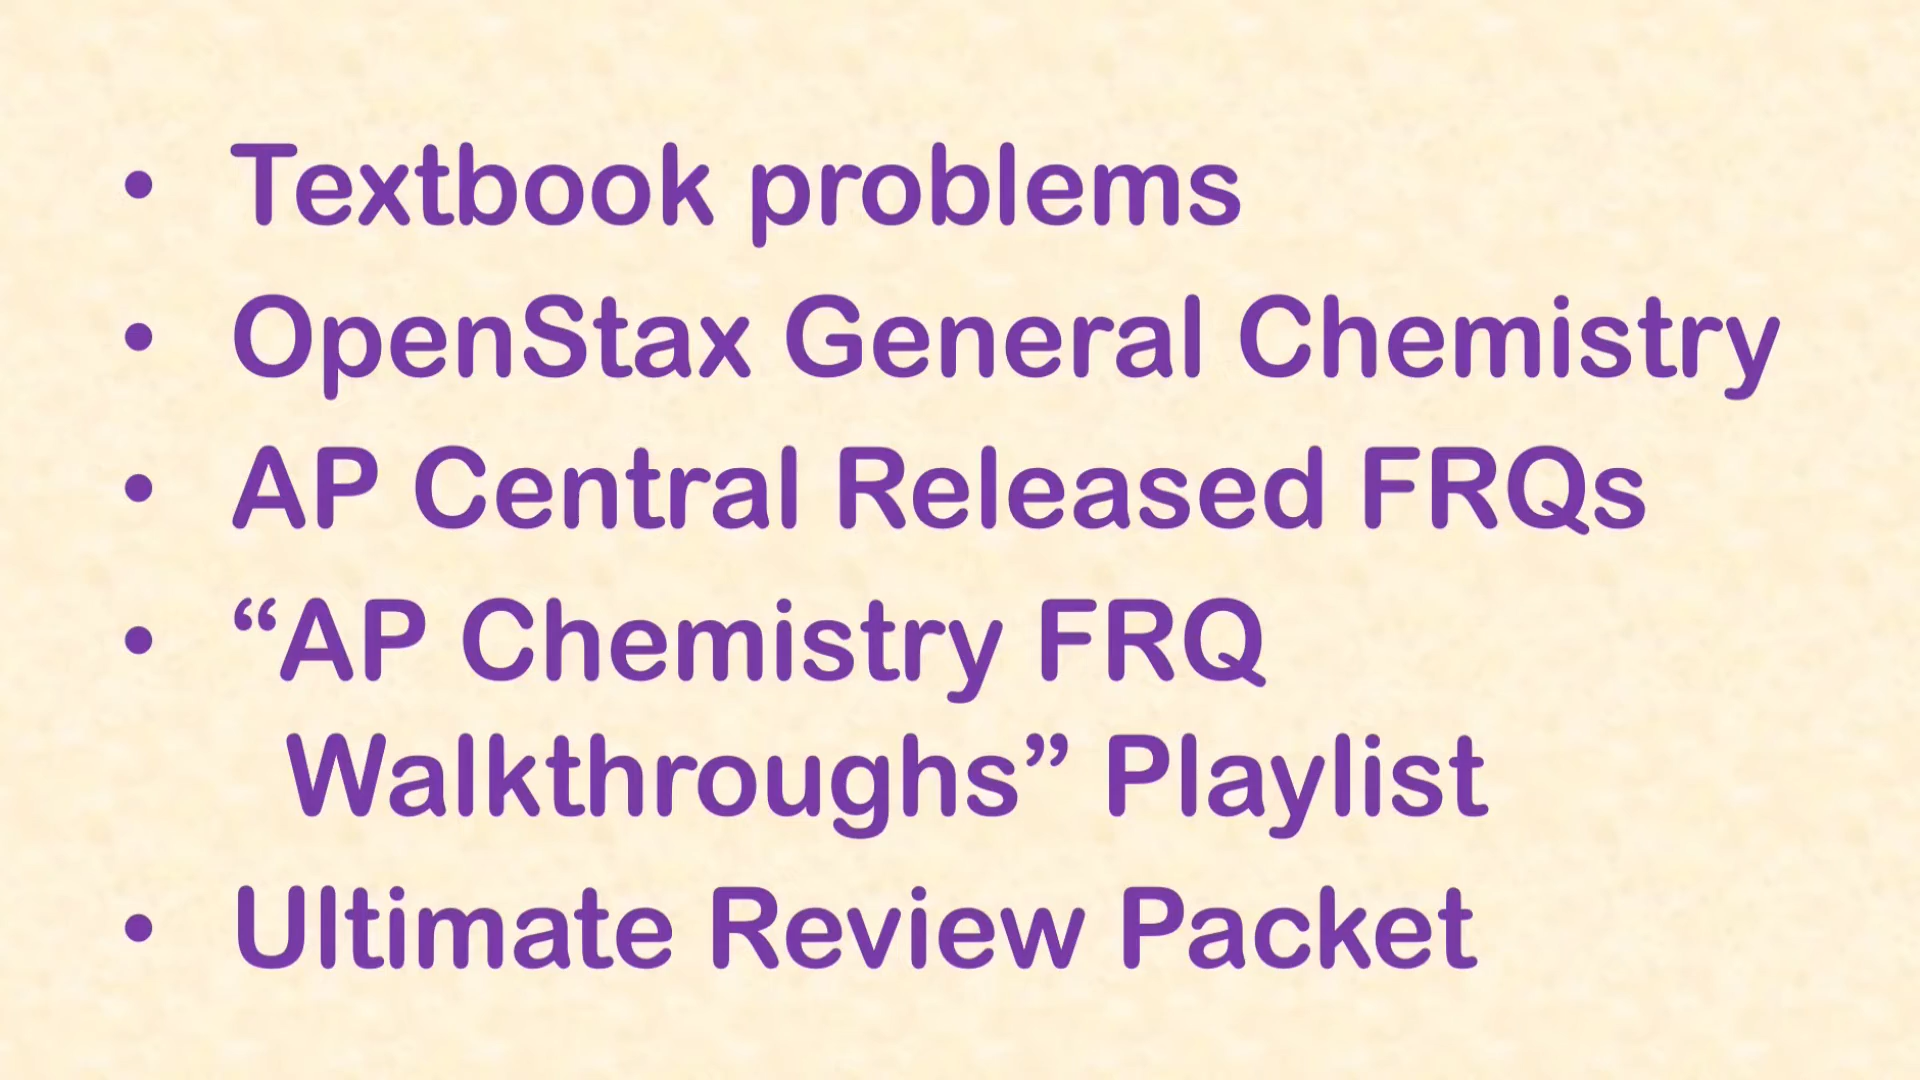 • Textbook problems
• OpenStax General Chemistry
• AP Central Released FRQs
• “AP Chemistry FRQ
Walkthroughs” Playlist
• Ultimate Review Packet